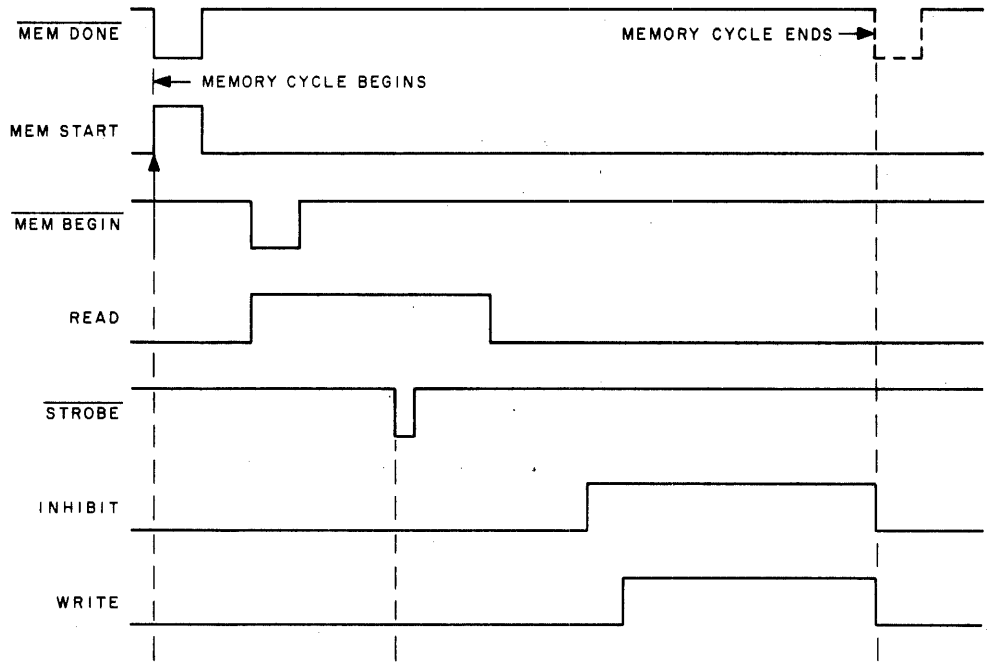 MEM DONE
MEMORY CYCLE ENDS
MEMORY CYCLE BEGINS
MEM START
MEM BEGIN
READ
STROBE
INHIBIT
WRITE